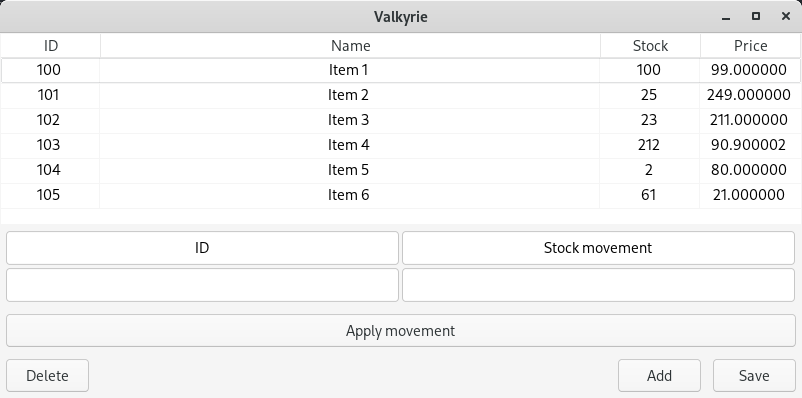 Valkyrie
ID Name Stock Price
100 Item 1 100 99.000000
101 Item 2 25 249.000000
102 Item 3 23 211.000000
103 Item 4 212 90.900002
104 Item 5 2 80.000000
105 Item 6 61 21.000000
ID Stock movement
Apply movement
Delete Add Save